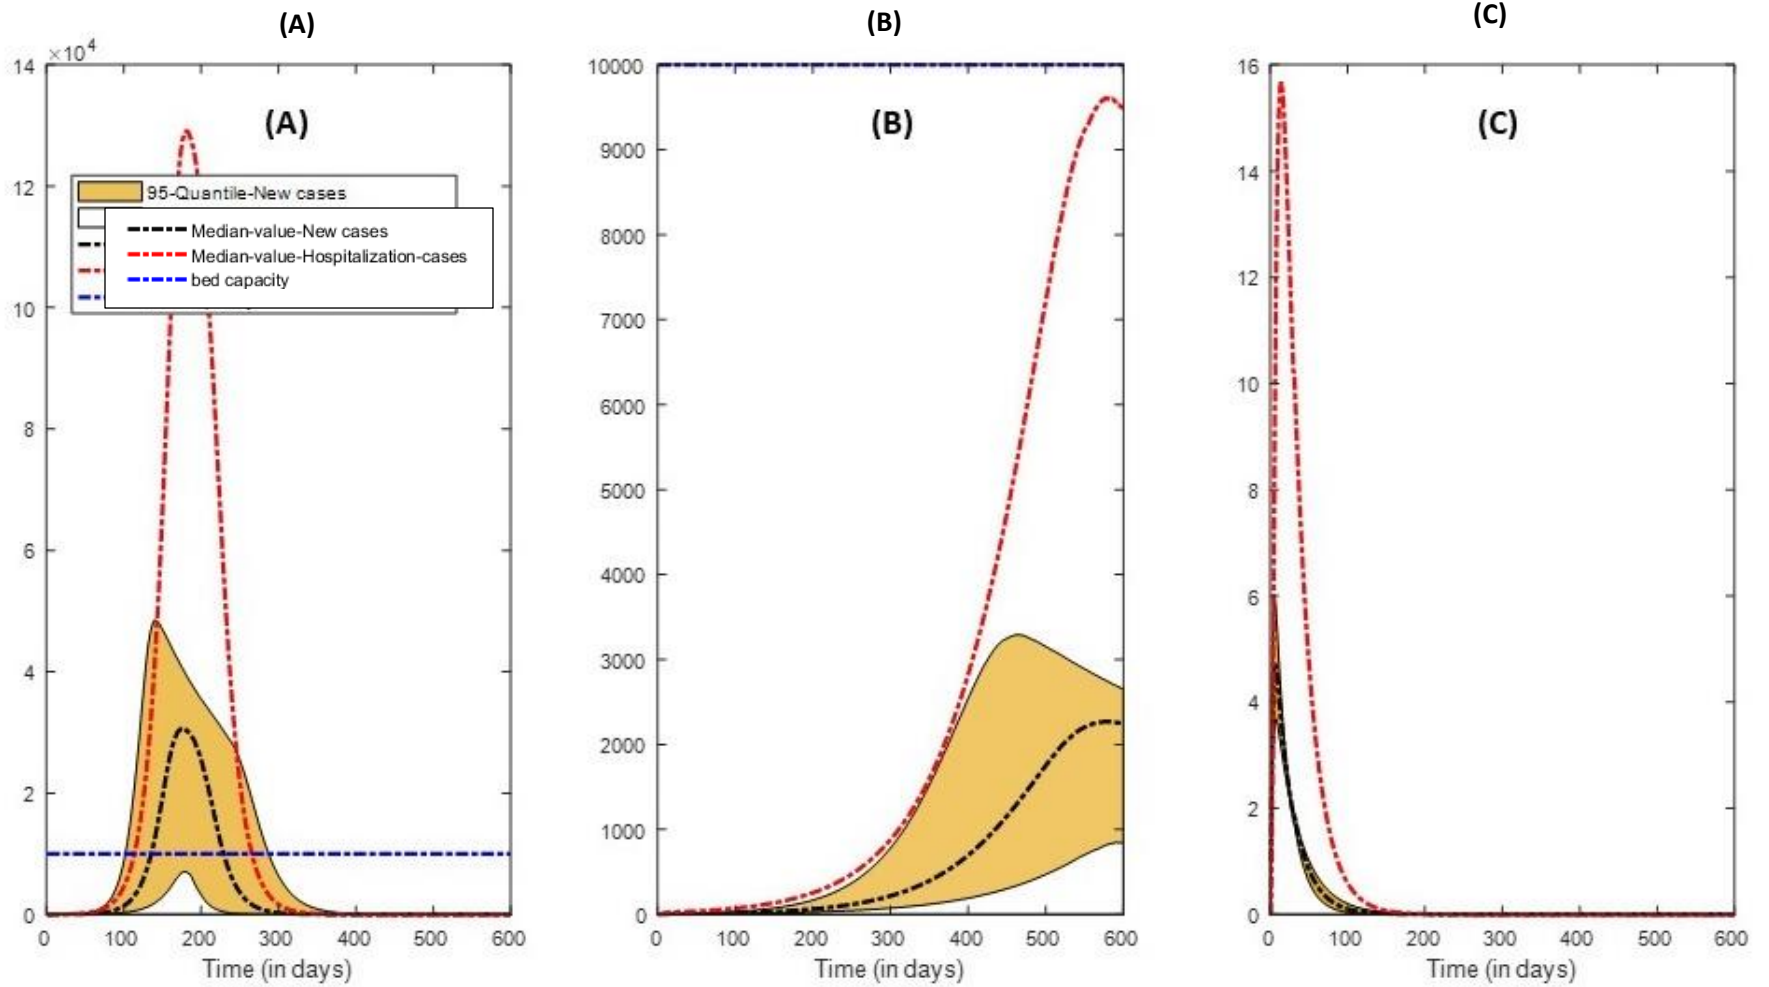 (A)
(B)
(C)
×10⁴
(A)
(B)
(C)
14
12
10
8
6
4
2
0
95-Quantile-New cases
Median-value-New cases
Median-value-Hospitalization-cases
bed capacity
0 100 200 300 400 500 600
Time (in days)
10000
9000
8000
7000
6000
5000
4000
3000
2000
1000
0
0 100 200 300 400 500 600
Time (in days)
16
14
12
10
8
6
4
2
0
0 100 200 300 400 500 600
Time (in days)